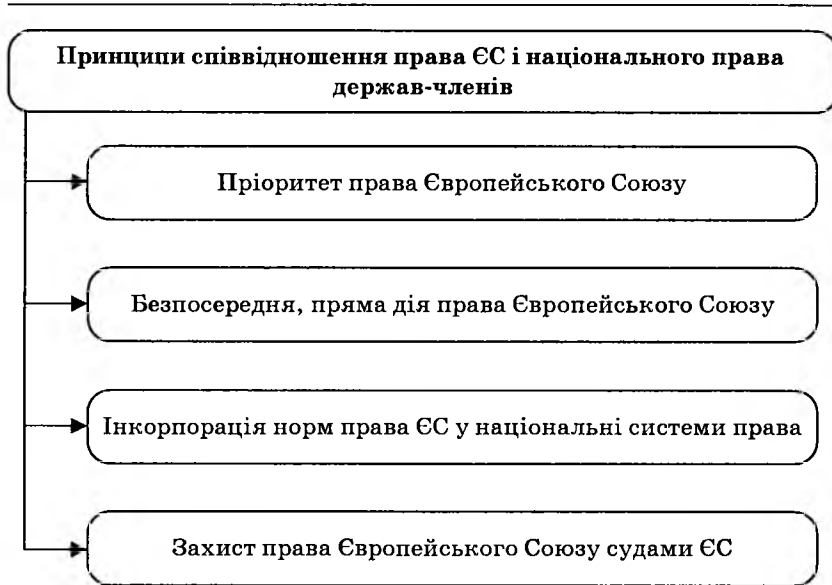 Принципи співвідношення права ЄС і національного права
держав-членів
Пріоритет права Європейського Союзу
Безпосередня, пряма дія права Європейського Союзу
Інкорпорація норм права ЄС у національні системи права
Захист права Європейського Союзу судами ЄС